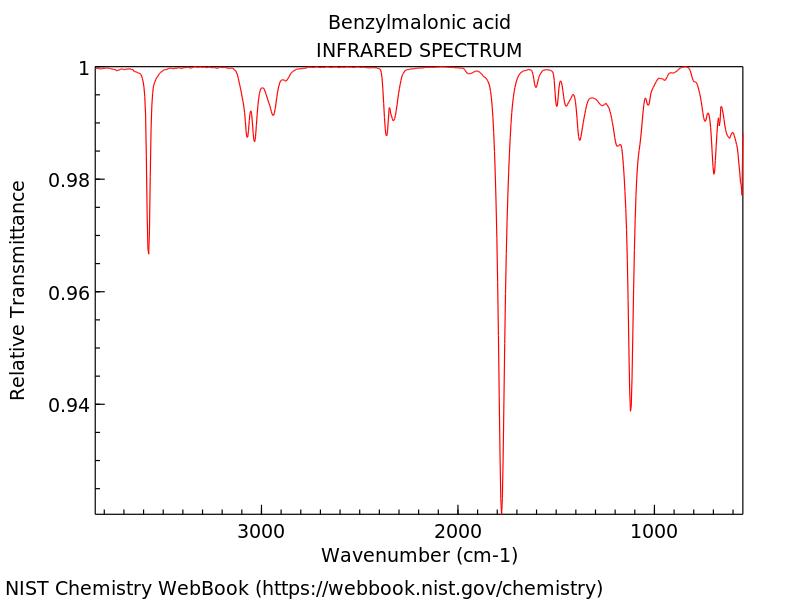 Benzylmalonic acid
INFRARED SPECTRUM
1
0.98
0.96
0.94
Relative Transmittance
3000 2000 1000
Wavenumber (cm-1)
NIST Chemistry WebBook (https://webbook.nist.gov/chemistry)